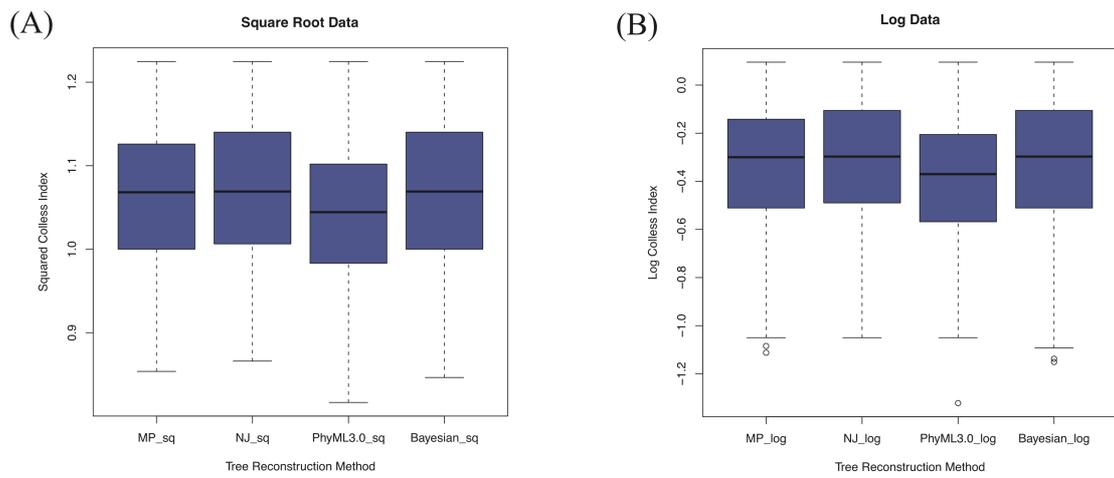 (A)
Square Root Data
Squared Colless Index
1.2
1.1
1.0
0.9
MP_sq NJ_sq PhyML3.0_sq Bayesian_sq
Tree Reconstruction Method
(B)
Log Data
Log Colless Index
0.0
−0.2
−0.4
−0.6
−0.8
−1.0
−1.2
MP_log NJ_log PhyML3.0_log Bayesian_log
Tree Reconstruction Method